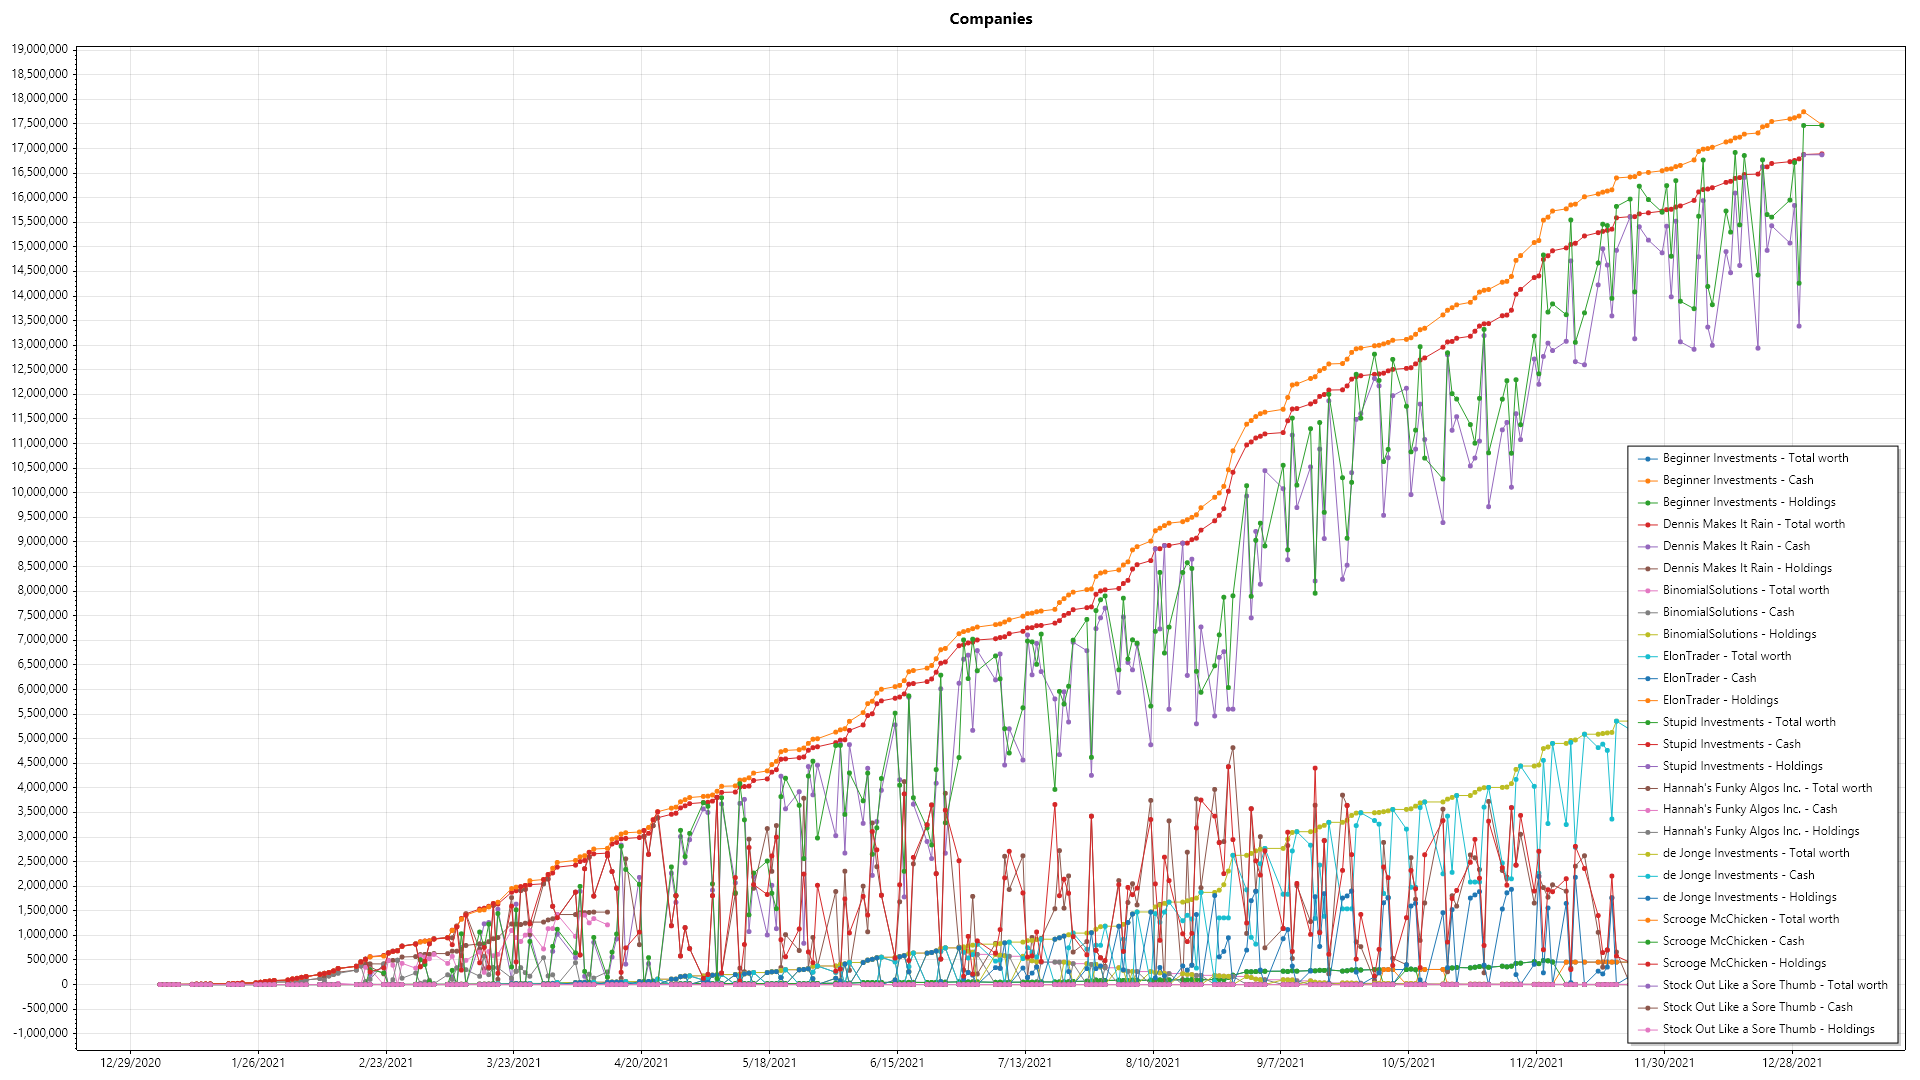 Companies
19,000,000
18,500,000
18,000,000
17,500,000
17,000,000
16,500,000
16,000,000
15,500,000
15,000,000
14,500,000
14,000,000
13,500,000
13,000,000
12,500,000
12,000,000
11,500,000
11,000,000
10,500,000
10,000,000
9,500,000
9,000,000
8,500,000
8,000,000
7,500,000
7,000,000
6,500,000
6,000,000
5,500,000
5,000,000
4,500,000
4,000,000
3,500,000
3,000,000
2,500,000
2,000,000
1,500,000
1,000,000
500,000
0
-500,000
-1,000,000
Beginner Investments - Total worth
Beginner Investments - Cash
Beginner Investments - Holdings
Dennis Makes It Rain - Total worth
Dennis Makes It Rain - Cash
Dennis Makes It Rain - Holdings
BinomialSolutions - Total worth
BinomialSolutions - Cash
BinomialSolutions - Holdings
ElonTrader - Total worth
ElonTrader - Cash
ElonTrader - Holdings
Stupid Investments - Total worth
Stupid Investments - Cash
Stupid Investments - Holdings
Hannah's Funky Algos Inc. - Total worth
Hannah's Funky Algos Inc. - Cash
Hannah's Funky Algos Inc. - Holdings
de Jonge Investments - Total worth
de Jonge Investments - Cash
de Jonge Investments - Holdings
Scrooge McChicken - Total worth
Scrooge McChicken - Cash
Scrooge McChicken - Holdings
Stock Out Like a Sore Thumb - Total worth
Stock Out Like a Sore Thumb - Cash
Stock Out Like a Sore Thumb - Holdings
12/29/2020 1/26/2021 2/23/2021 3/23/2021 4/20/2021 5/18/2021 6/15/2021 7/13/2021 8/10/2021 9/7/2021 10/5/2021 11/2/2021 11/30/2021 12/28/2021